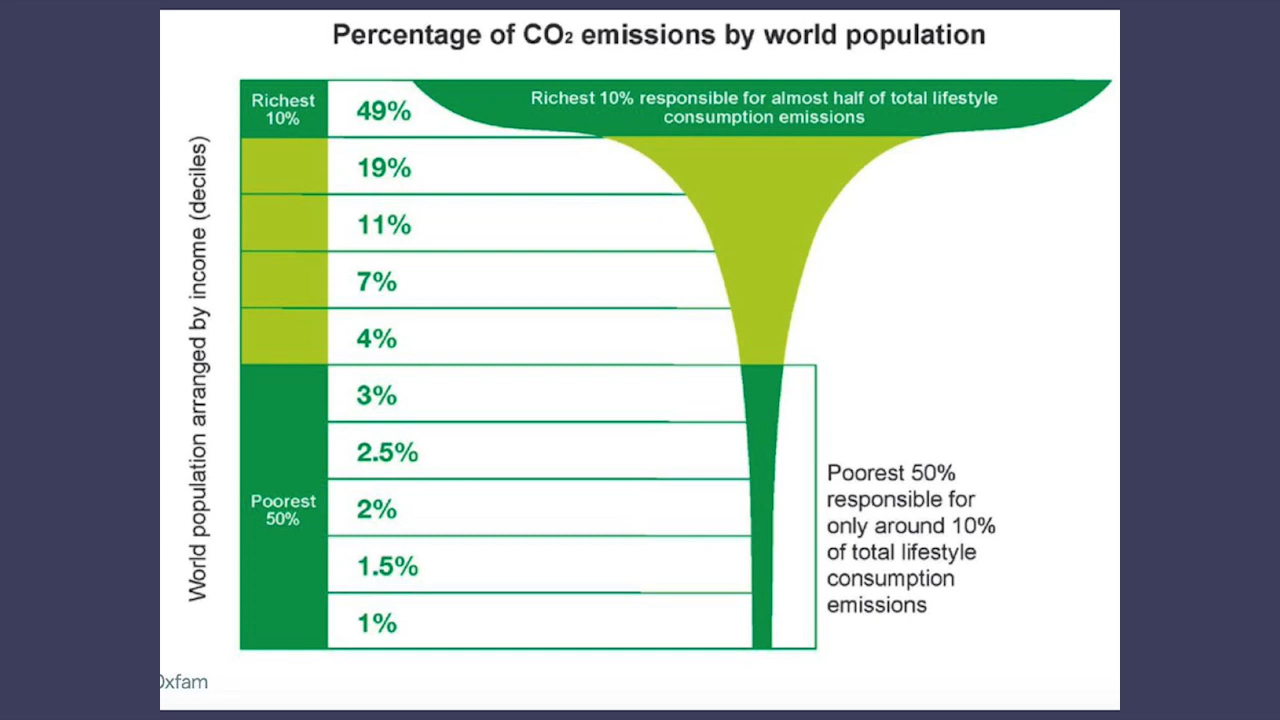 Percentage of CO₂ emissions by world population
World population arranged by income (deciles)
Richest
10%
49%
Richest 10% responsible for almost half of total lifestyle
consumption emissions
19%
11%
7%
4%
3%
2.5%
Poorest
50%
2%
1.5%
1%
Poorest 50%
responsible for
only around 10%
of total lifestyle
consumption
emissions
Oxfam